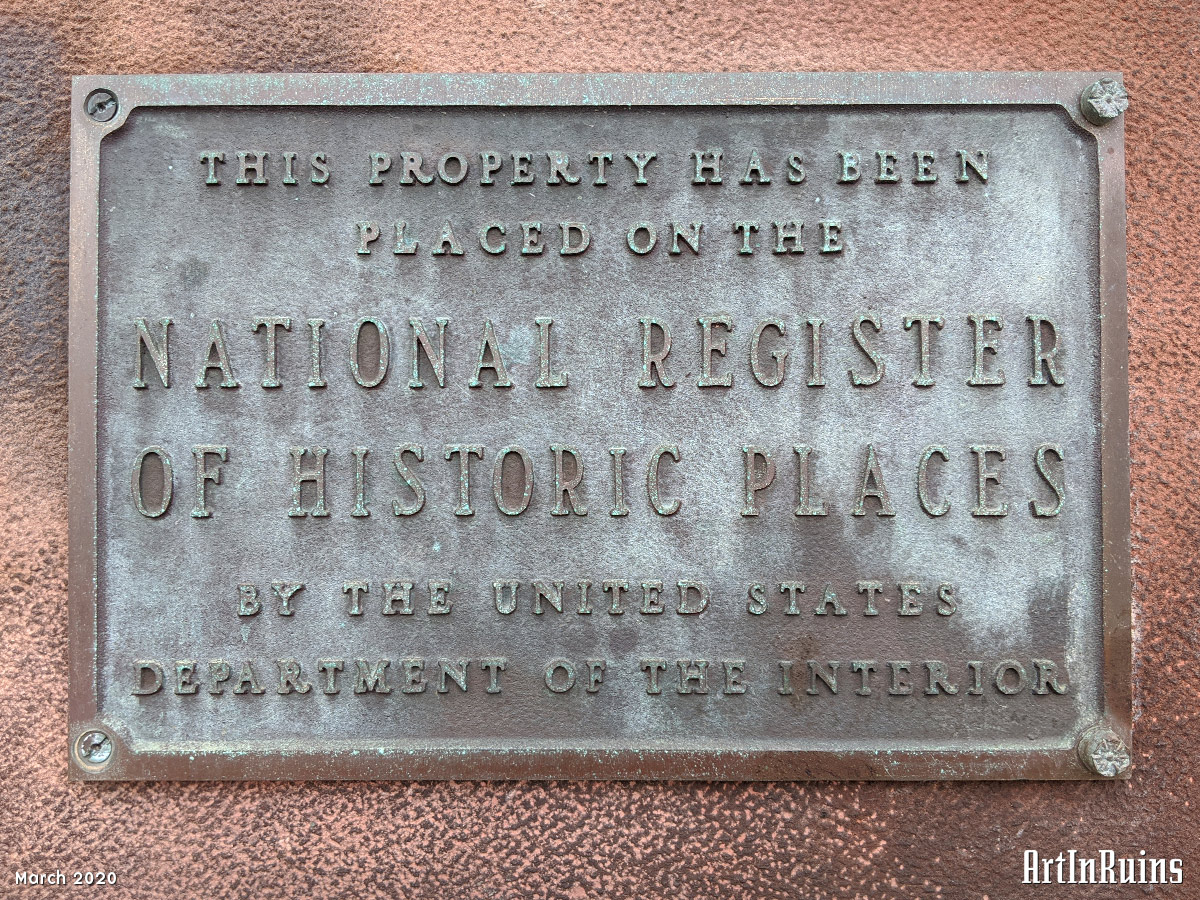 THIS PROPERTY HAS BEEN
PLACED ON THE
NATIONAL REGISTER
OF HISTORIC PLACES
BY THE UNITED STATES
DEPARTMENT OF THE INTERIOR
March 2020
ArtInRuins